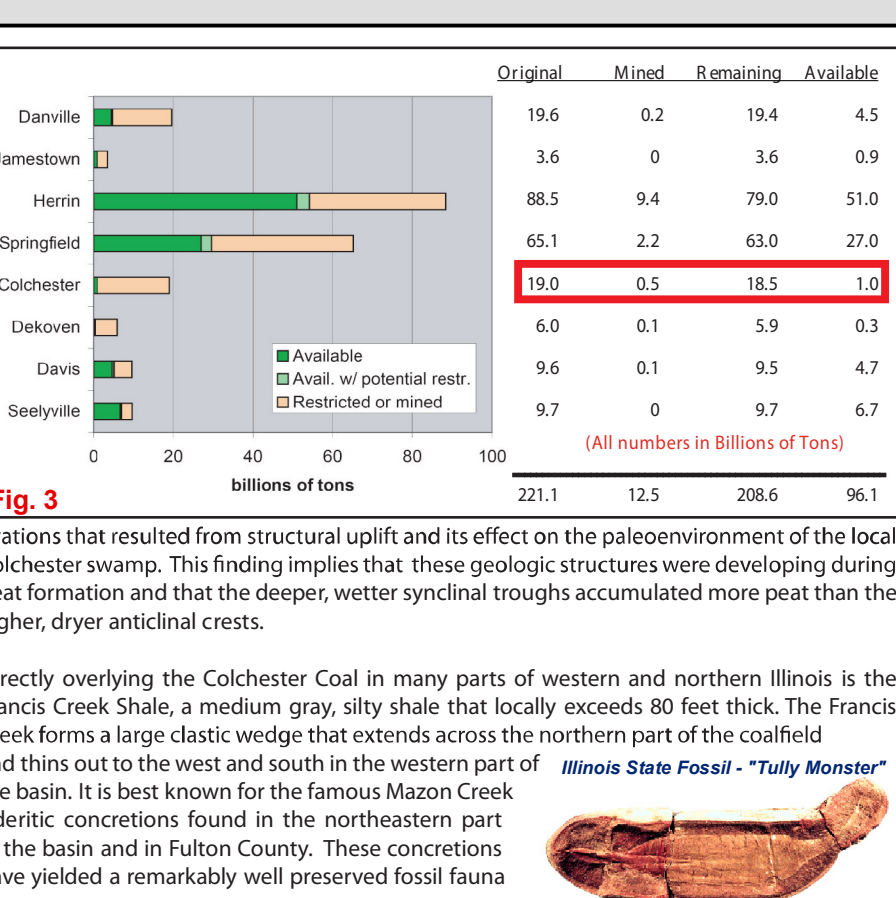 Original Mined Remaining Available
Danville 19.6 0.2 19.4 4.5
Jamestown 3.6 0 3.6 0.9
Herrin 88.5 9.4 79.0 51.0
Springfield 65.1 2.2 63.0 27.0
Colchester 19.0 0.5 18.5 1.0
Dekoven 6.0 0.1 5.9 0.3
Davis 9.6 0.1 9.5 4.7
Seelyville 9.7 0 9.7 6.7
Available
Avail. w/ potential restr.
Restricted or mined
(All numbers in Billions of Tons)
0 20 40 60 80 100
billions of tons
Fig. 3
221.1 12.5 208.6 96.1
that resulted from structural uplift and its effect on the paleoenvironment of the local
olchester swamp. This finding implies that these geologic structures were developing during
eat formation and that the deeper, wetter synclinal troughs accumulated more peat than the
gher, dryer anticlinal crests.
rectly overlying the Colchester Coal in many parts of western and northern Illinois is the
ancis Creek Shale, a medium gray, silty shale that locally exceeds 80 feet thick. The Francis
eek forms a large clastic wedge that extends across the northern part of the coalfield
nd thins out to the west and south in the western part of
e basin. It is best known for the famous Mazon Creek
deritic concretions found in the northeastern part
the basin and in Fulton County. These concretions
ave yielded a remarkably well preserved fossil fauna
Illinois State Fossil - "Tully Monster"